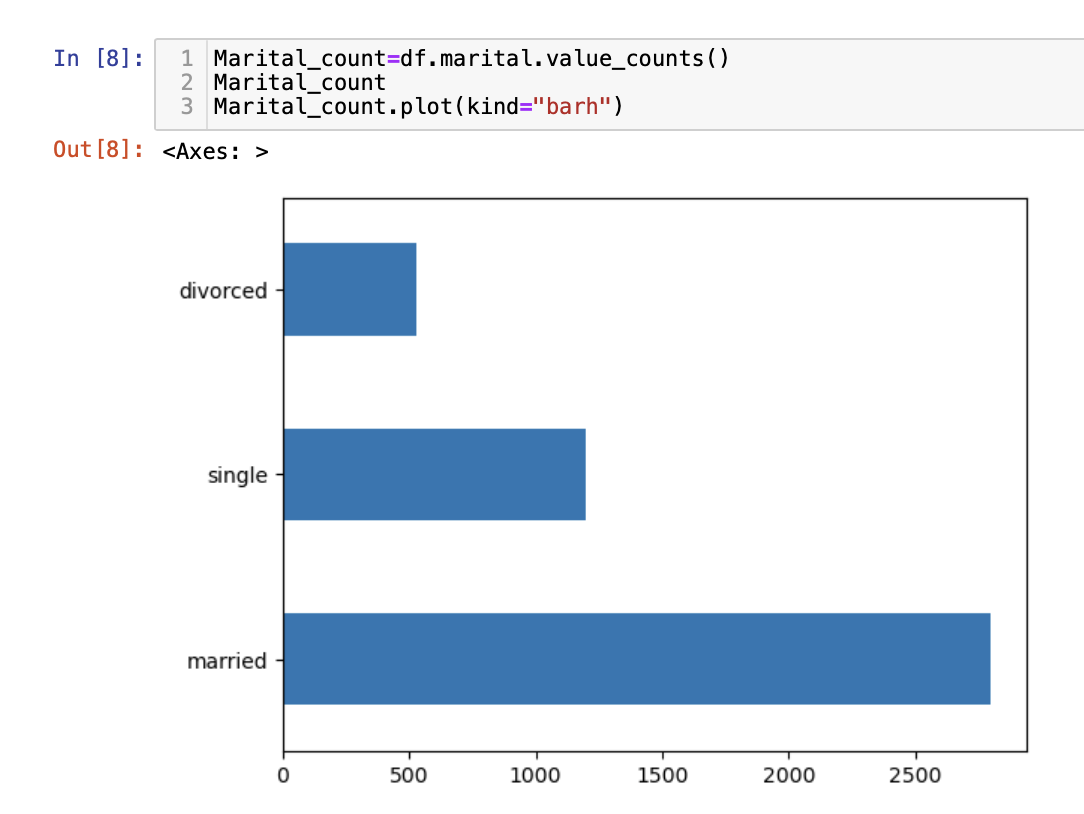 In [8]:
1 Marital_count=df.marital.value_counts()
2 Marital_count
3 Marital_count.plot(kind="barh")
Out[8]: <Axes: >
divorced
single
married
0 500 1000 1500 2000 2500